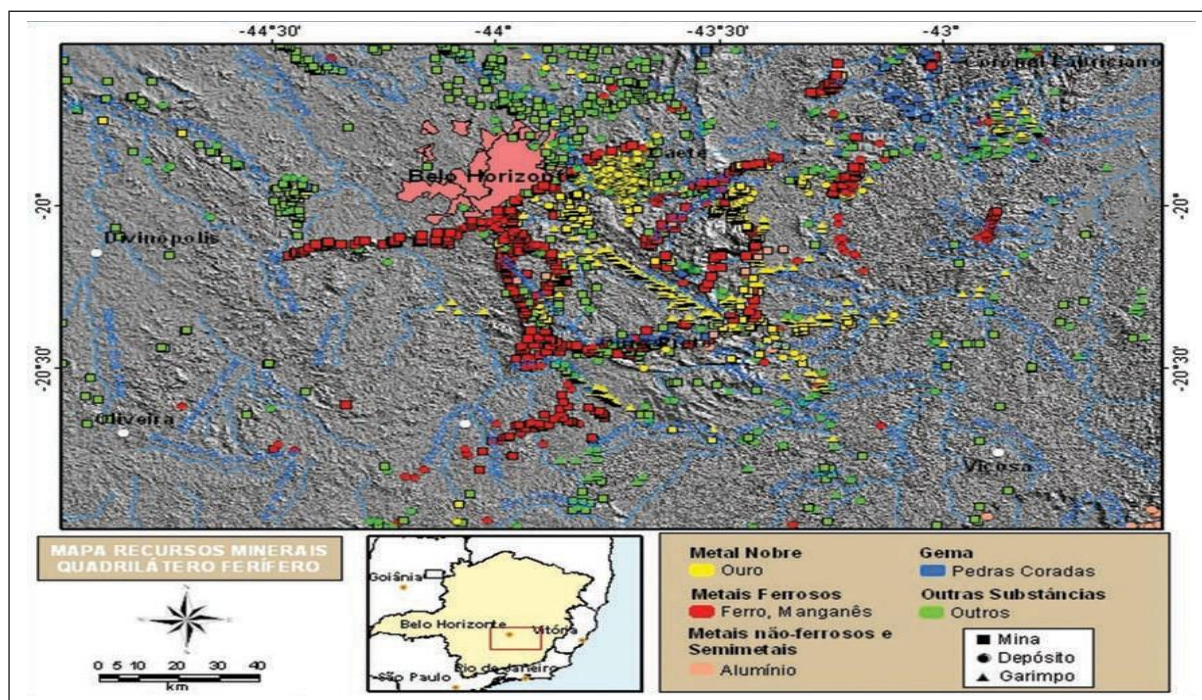 -44°30' -44° -43°30' -43°
Coronel Fabriciano
Caeté
Belo Horizonte
-20° -20°
Divinópolis
Ouro Preto
-20°30' -20°30'
Oliveira
Viçosa
MAPA RECURSOS MINERAIS
QUADRILÁTERO FERÍFERO
0 5 10 20 30 40
km
Goiânia
Belo Horizonte
Vitória
Rio de Janeiro
São Paulo
Metal Nobre
Ouro
Metais Ferrosos
Ferro, Manganês
Metais não-ferrosos e
Semimetais
Alumínio
Gema
Pedras Coradas
Outras Substâncias
Outros
Mina
Depósito
Garimpo